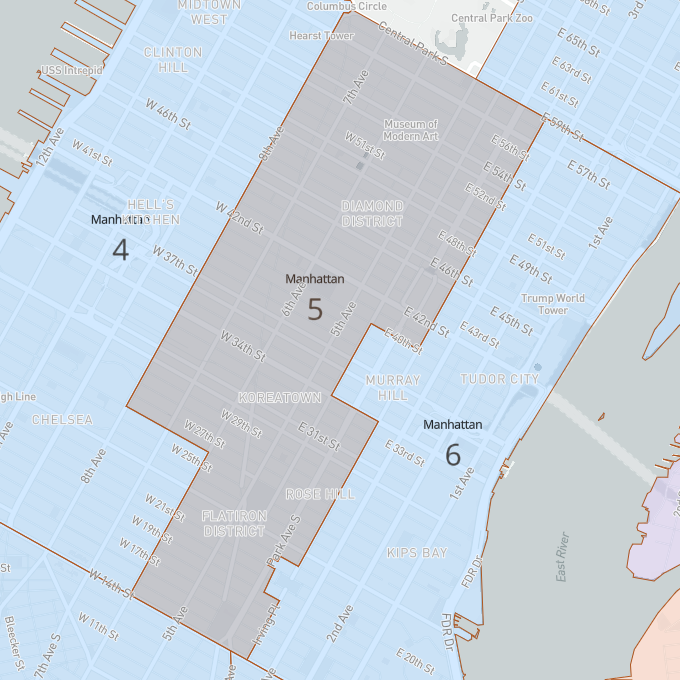 MIDTOWN
WEST
Columbus Circle
Central Park Zoo
3rd
Hearst Tower
Central Park S
E 65th St
CLINTON
HILL
E 63rd St
USS Intrepid
7th Ave
E 61st St
W 46th St
Museum of
Modern Art
E 59th St
12th Ave
8th Ave
W 51st St
E 56th St
W 41st St
E 57th St
E 54th St
HELL'S
E 52nd St
DIAMOND
DISTRICT
W 42nd St
1st Ave
4
E 48th St
E 51st St
W 37th St
E 49th St
E 46th St
Manhattan
5
6th Ave
5th Ave
Trump World
Tower
E 45th St
E 42nd St
E 43rd St
E 40th St
W 34th St
MURRAY
HILL
TUDOR CITY
gh Line
KOREATOWN
CHELSEA
W 29th St
Manhattan
6
W 27th St
E 31st St
W 25th St
E 33rd St
8th Ave
1st Ave
ROSE HILL
W 21st St
FLATIRON
DISTRICT
W 19th St
Park Ave S
W 17th St
KIPS BAY
East River
FDR Dr
St
W 14th St
5th Ave
Irving Pl
2nd Ave
W 11th St
Bleecker St
7th Ave S
FDR Dr
E 20th St